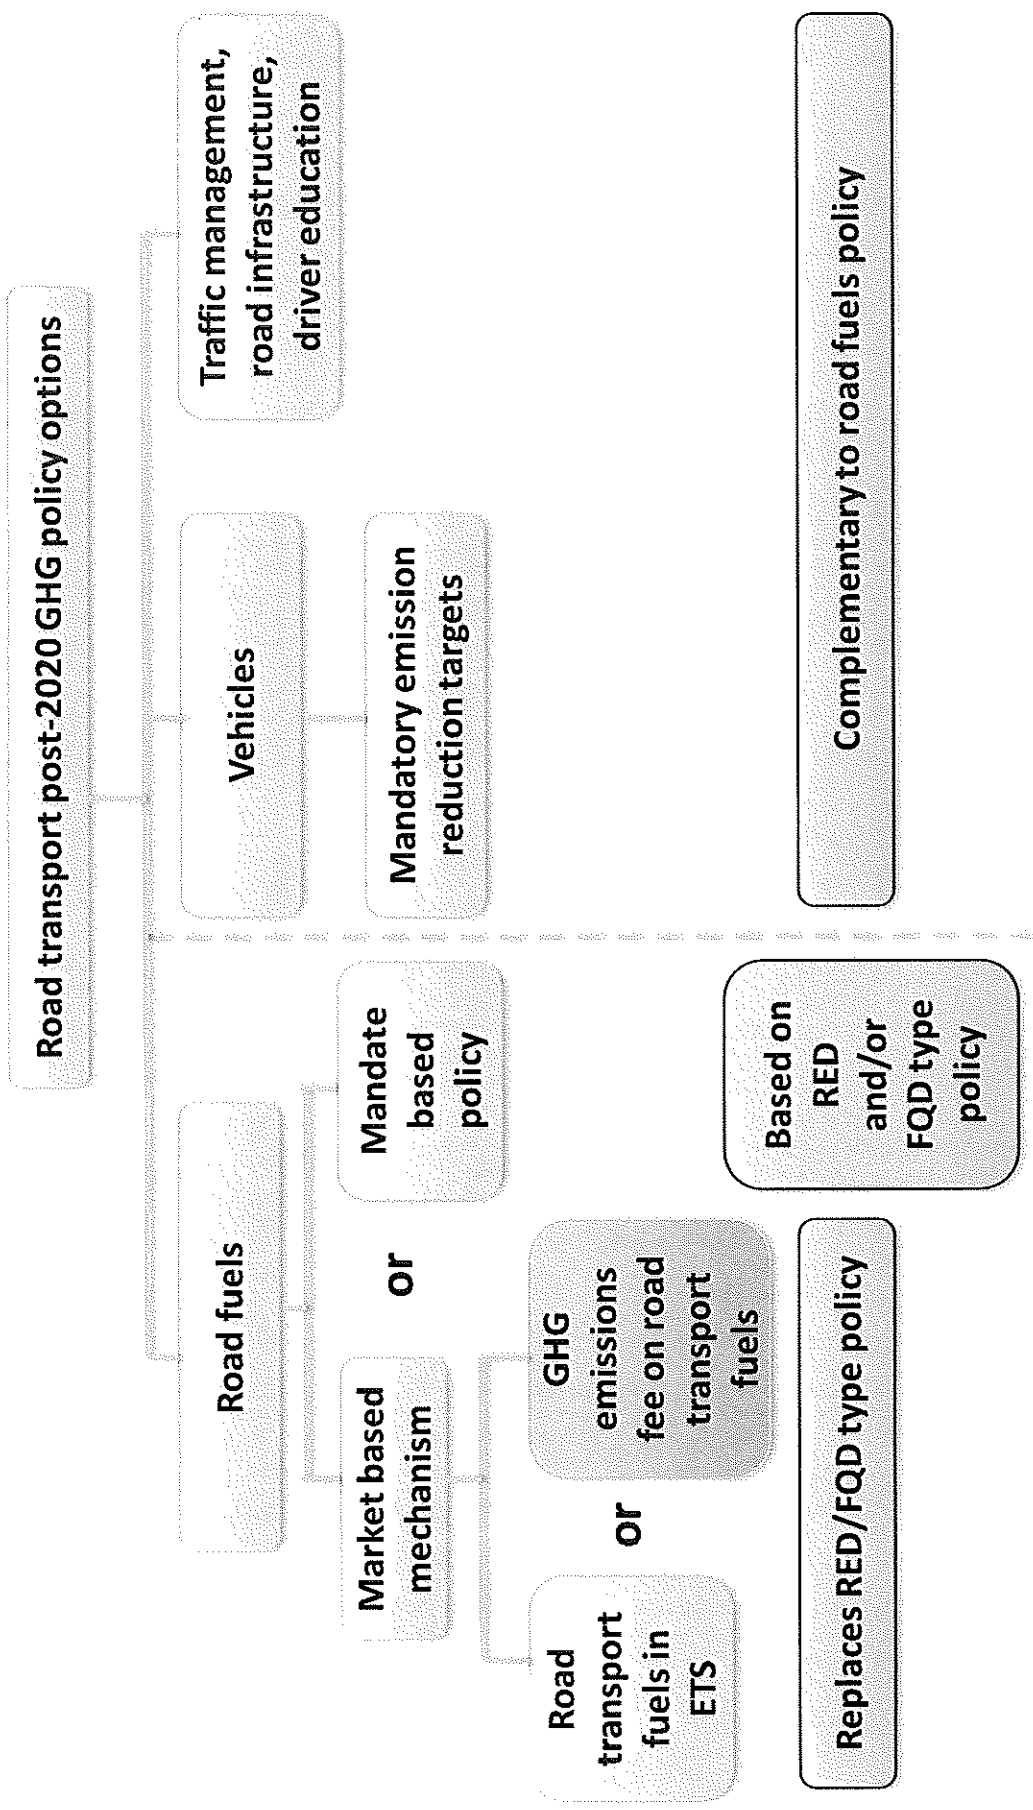 Road transport post-2020 GHG policy options
Road fuels
Vehicles
Traffic management,
road infrastructure,
driver education
Market based
mechanism
or
Mandate
based
policy
Mandatory emission
reduction targets
Road
transport
fuels in
ETS
or
GHG
emissions
fee on road
transport
fuels
Replaces RED/FQD type policy
Based on
RED
and/or
FQD type
policy
Complementary to road fuels policy